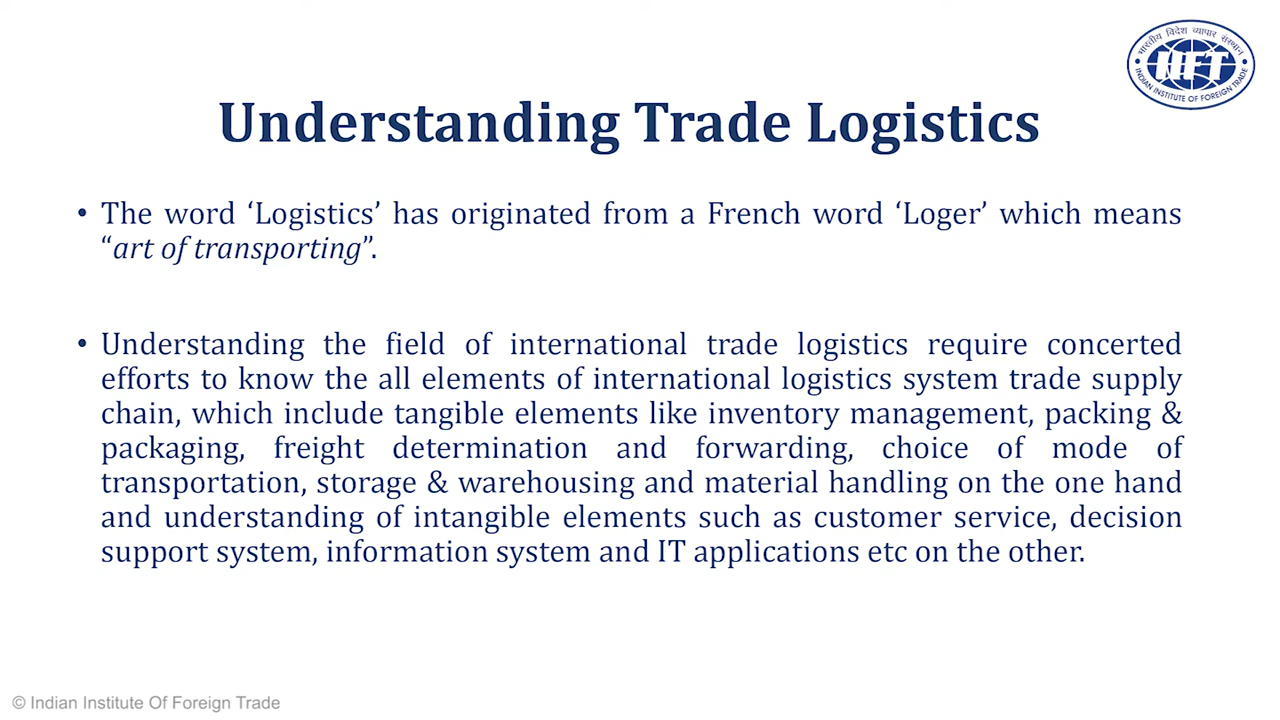 भारतीय विदेश व्यापार संस्थान
IIFT
INDIAN INSTITUTE OF FOREIGN TRADE
Understanding Trade Logistics
• The word ‘Logistics’ has originated from a French word ‘Loger’ which means
“art of transporting”.
• Understanding the field of international trade logistics require concerted
efforts to know the all elements of international logistics system trade supply
chain, which include tangible elements like inventory management, packing &
packaging, freight determination and forwarding, choice of mode of
transportation, storage & warehousing and material handling on the one hand
and understanding of intangible elements such as customer service, decision
support system, information system and IT applications etc on the other.
© Indian Institute Of Foreign Trade